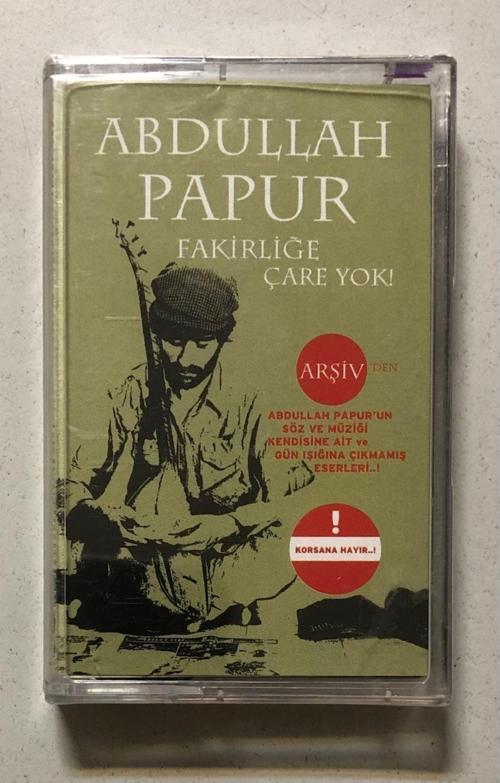 ABDULLAH
PAPUR
FAKİRLİĞE
ÇARE YOK!
ARŞİV'DEN
ABDULLAH PAPUR'UN
SÖZ VE MÜZİĞİ
KENDİSİNE AİT ve
GÜN IŞIĞINA ÇIKMAMIŞ
ESERLERİ..!
!
KORSANA HAYIR..!